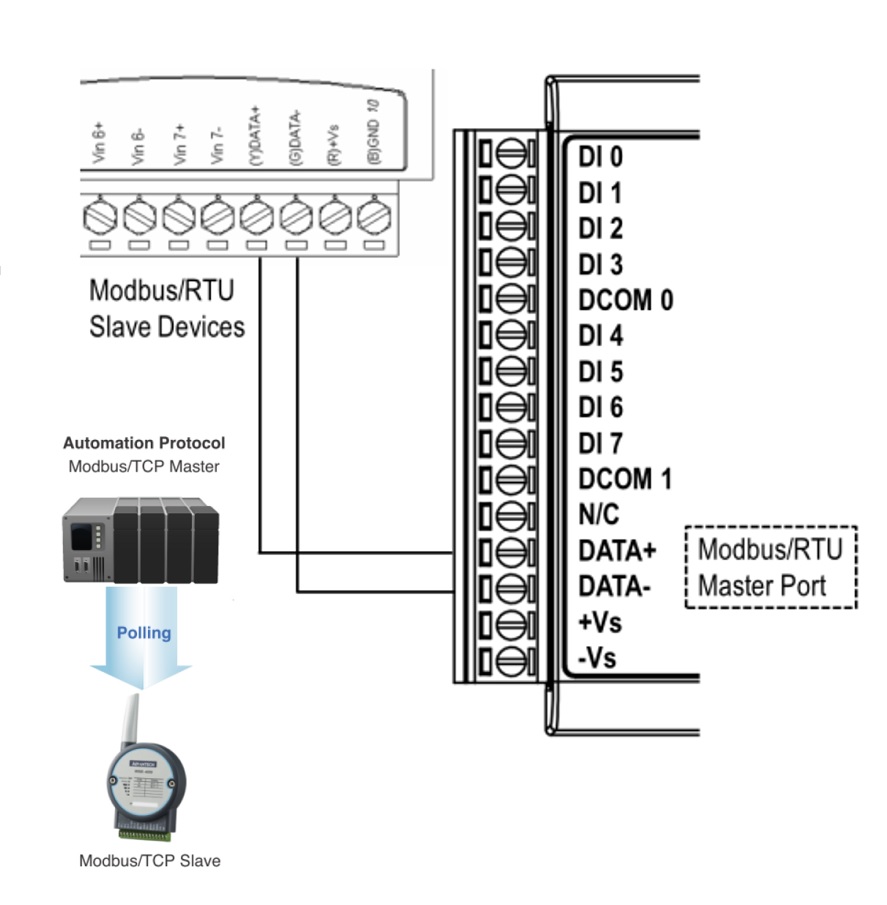 Vin 6+
Vin 6-
Vin 7+
Vin 7-
(Y)DATA+
(G)DATA-
(R)+Vs
(B)GND 10
Modbus/RTU
Slave Devices
DI 0
DI 1
DI 2
DI 3
DCOM 0
DI 4
DI 5
DI 6
DI 7
DCOM 1
N/C
DATA+
DATA-
+Vs
-Vs
Modbus/RTU
Master Port
Automation Protocol
Modbus/TCP Master
Polling
Modbus/TCP Slave